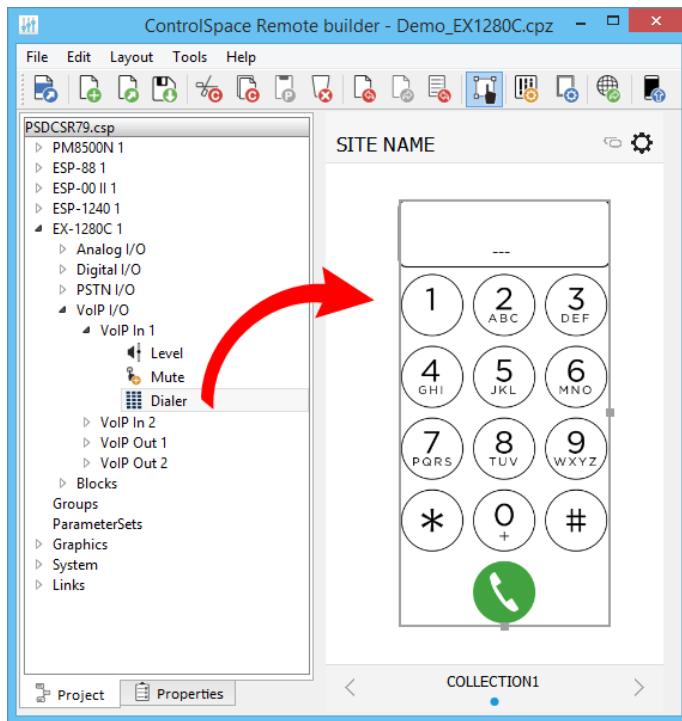 ControlSpace Remote builder - Demo_EX1280C.cpz
File Edit Layout Tools Help
PSDCSR79.csp
PM8500N 1
ESP-88 1
ESP-00 II 1
ESP-1240 1
EX-1280C 1
Analog I/O
Digital I/O
PSTN I/O
VoIP I/O
VoIP In 1
Level
Mute
Dialer
VoIP In 2
VoIP Out 1
VoIP Out 2
Blocks
Groups
ParameterSets
Graphics
System
Links
Project Properties
SITE NAME
---
1 2 3
ABC DEF
4 5 6
GHI JKL MNO
7 8 9
PQRS TUV WXYZ
* 0 #
+
COLLECTION1